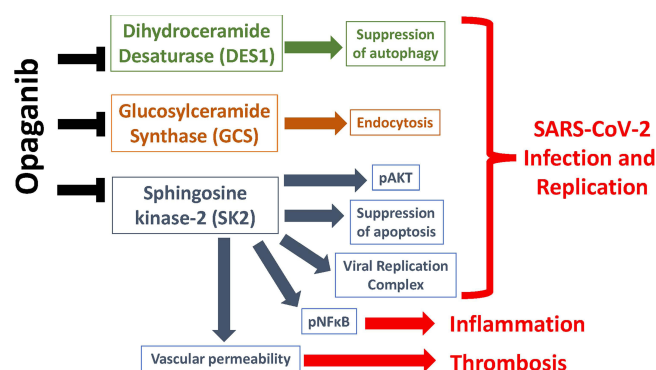 Opaganib
Dihydroceramide
Desaturase (DES1)
Suppression
of autophagy
Glucosylceramide
Synthase (GCS)
Endocytosis
SARS-CoV-2
Infection and
Replication
Sphingosine
kinase-2 (SK2)
pAKT
Suppression
of apoptosis
Viral Replication
Complex
pNFκB
Inflammation
Vascular permeability
Thrombosis